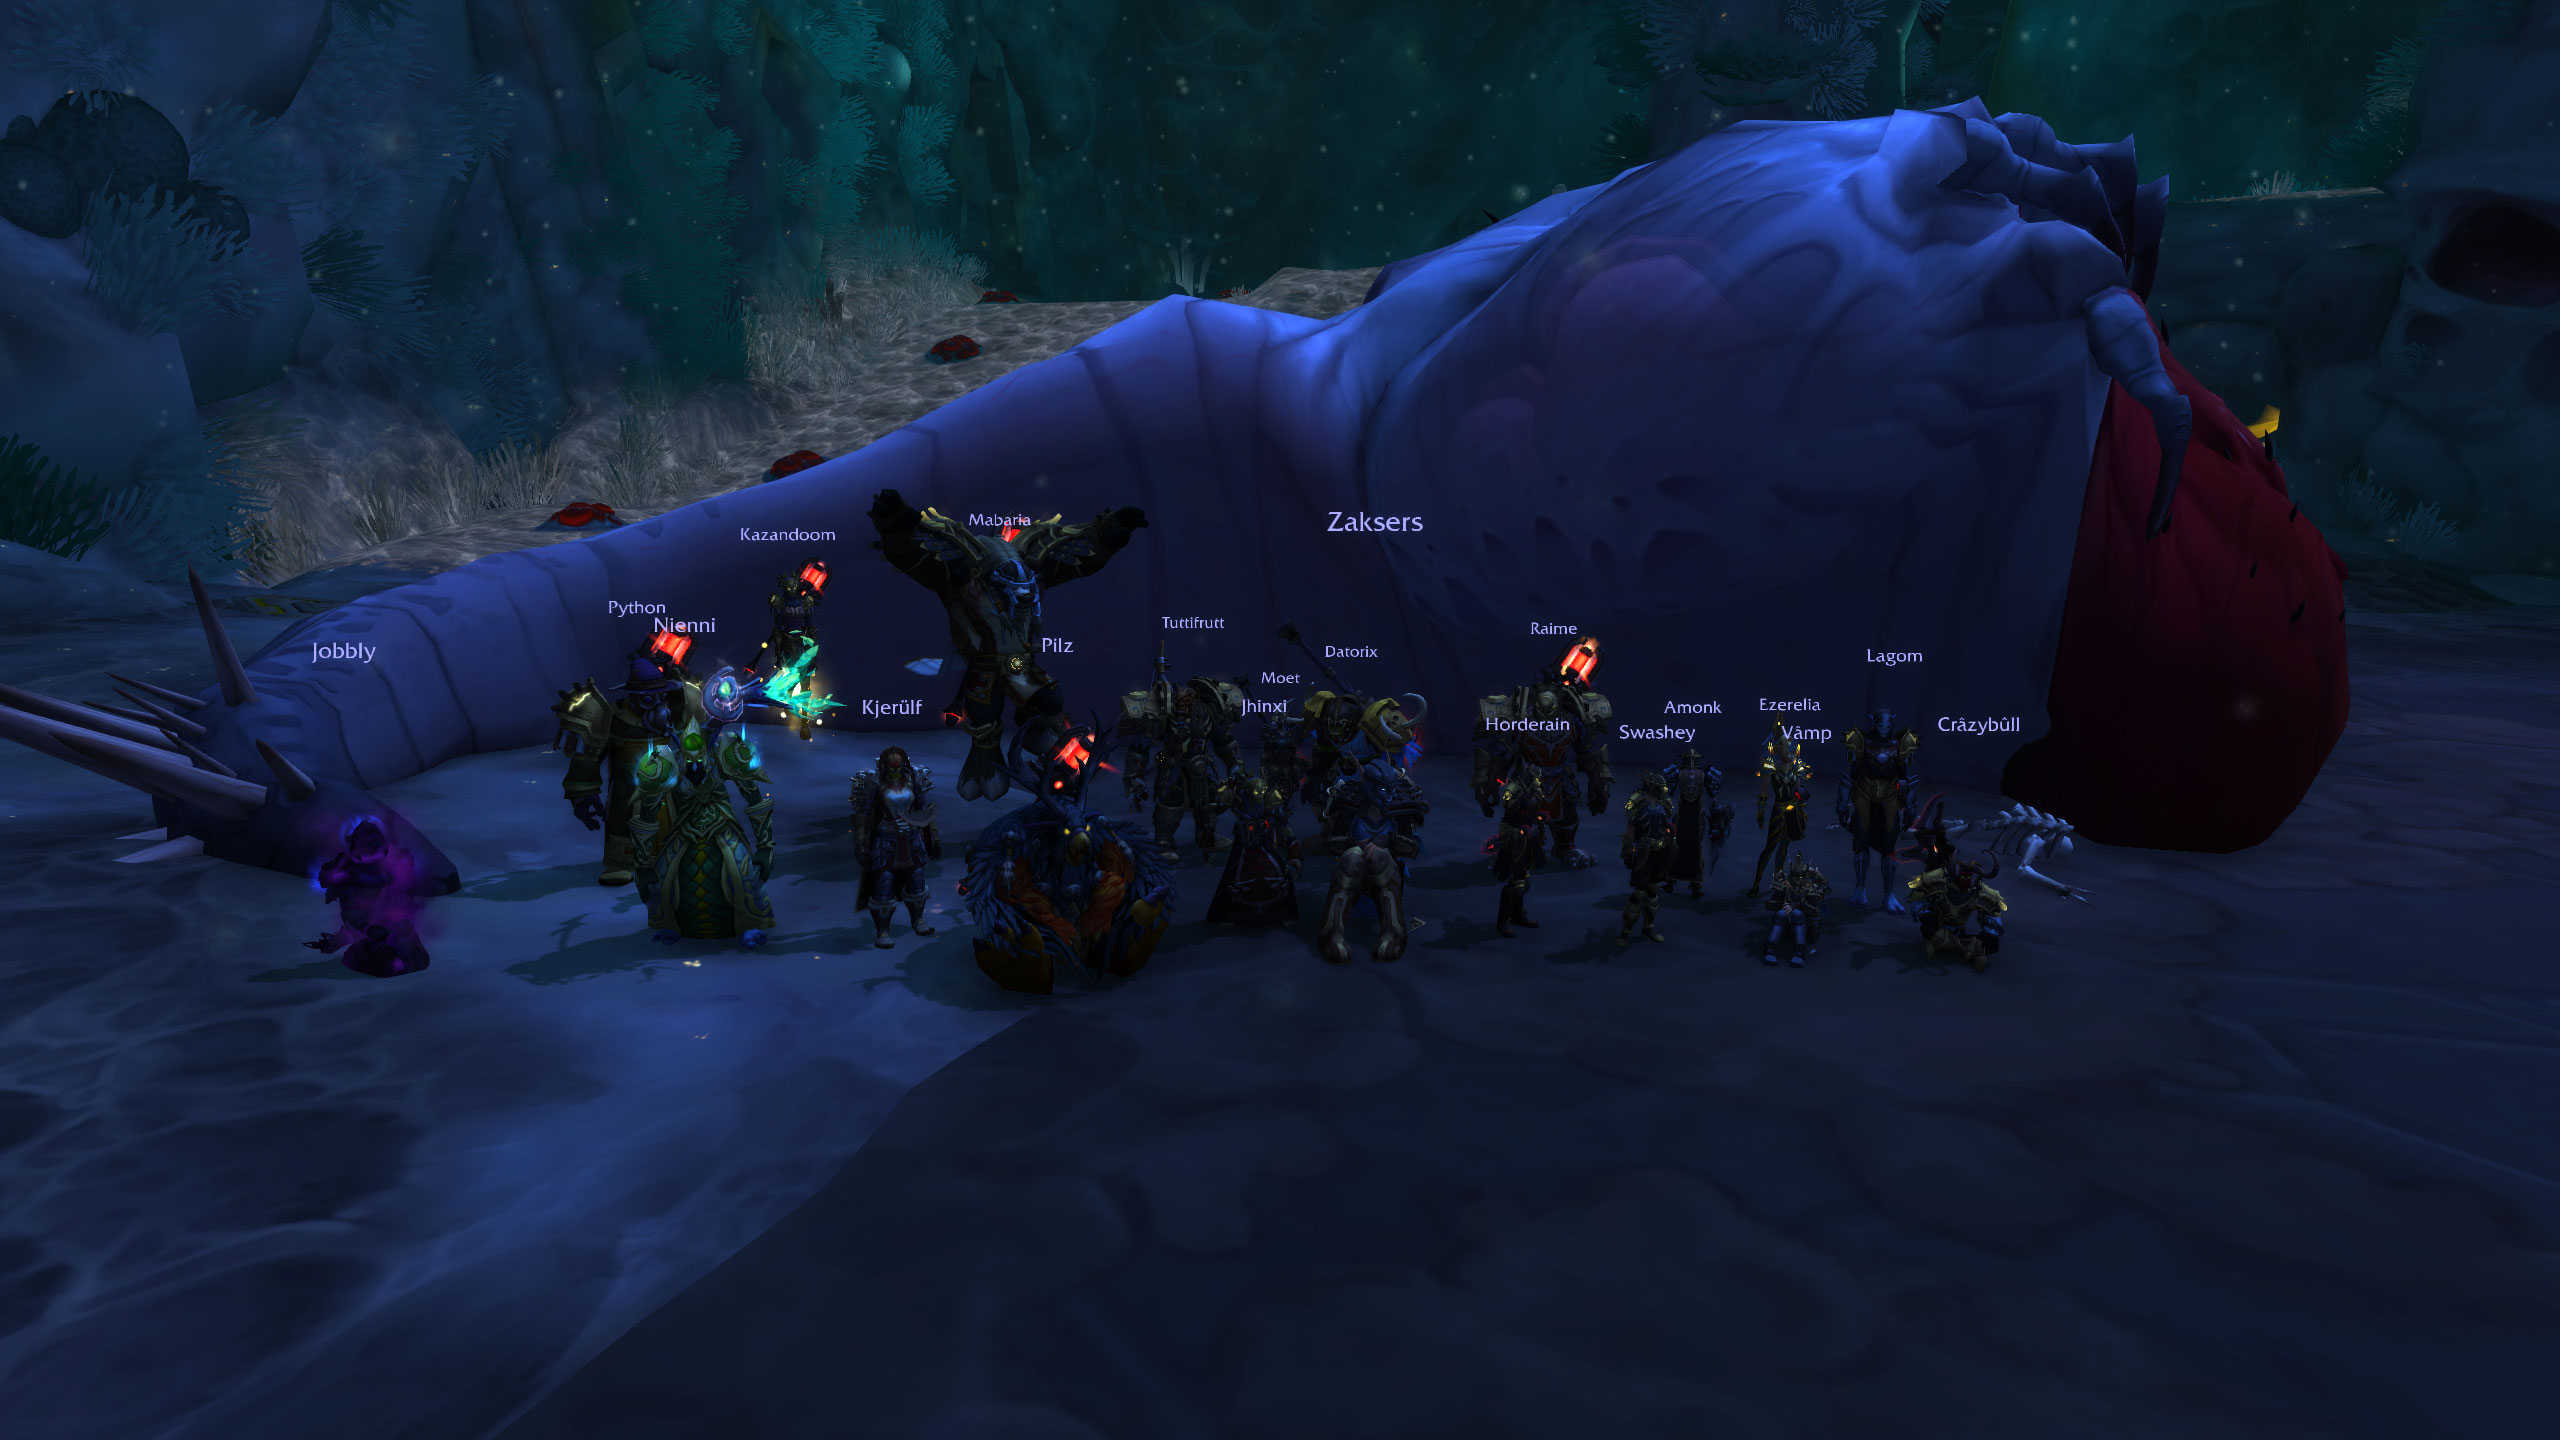 Mabaria
Zaksers
Kazandoom
Python
Nienni
Tuttifrutt
Raime
Pilz
Jobbly
Datorix
Lagom
Moet
Jhinxi
Kjerülf
Amonk
Ezerelia
Horderain
Swashey
Vâmp
Crâzybûll